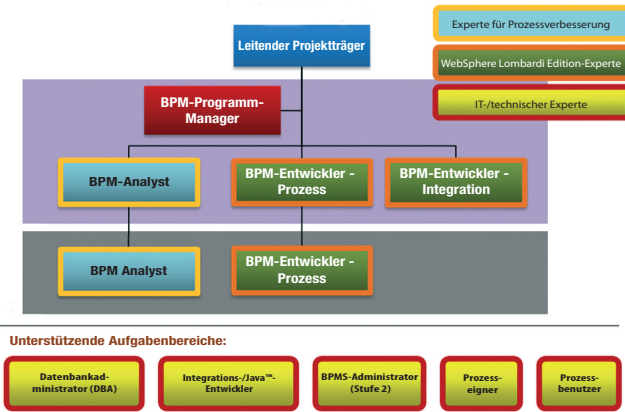 Leitender Projektträger
Experte für Prozessverbesserung
WebSphere Lombardi Edition-Experte
IT-/technischer Experte
BPM-Programm-
Manager
BPM-Analyst
BPM-Entwickler -
Prozess
BPM-Entwickler -
Integration
BPM Analyst
BPM-Entwickler -
Prozess
Unterstützende Aufgabenbereiche:
Datenbankad-
ministrator (DBA)
Integrations-/Java™-
Entwickler
BPMS-Administrator
(Stufe 2)
Prozess-
eigner
Prozess-
benutzer